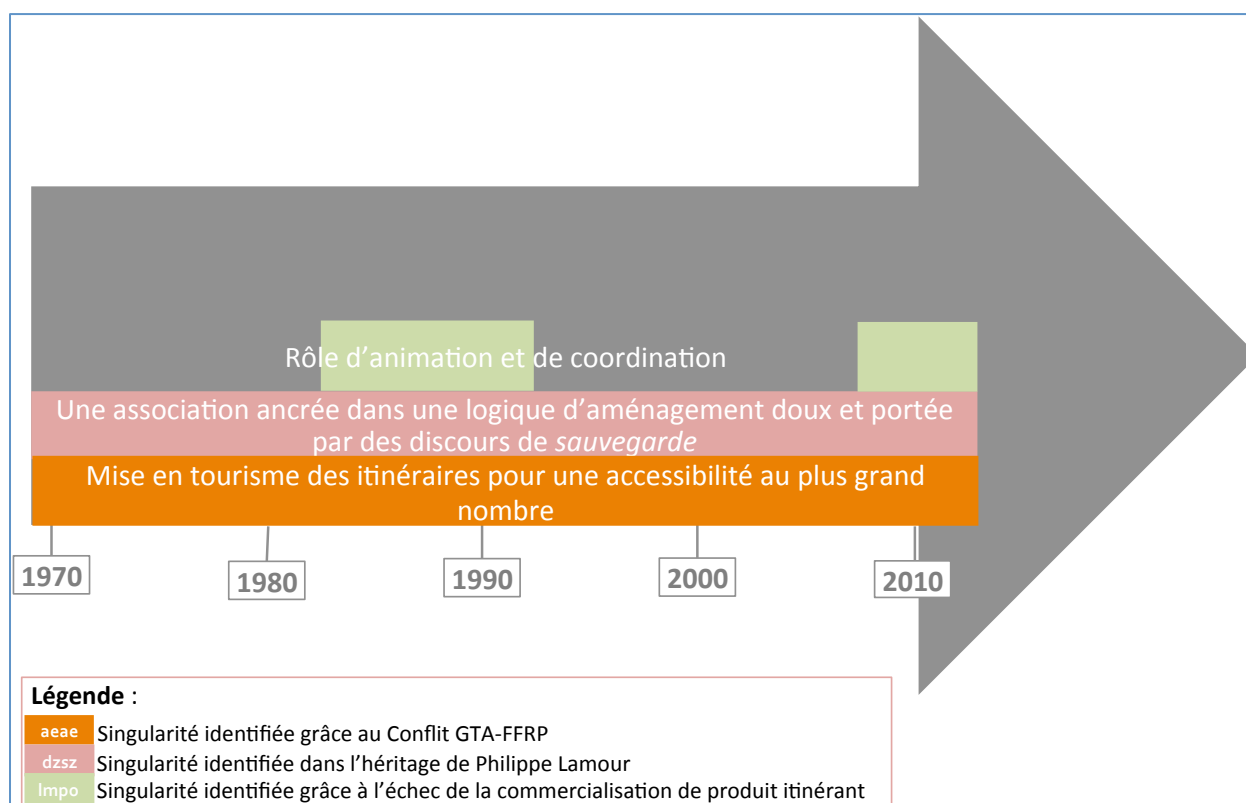 Rôle d'animation et de coordination
Une association ancrée dans une logique d'aménagement doux et portée
par des discours de sauvegarde
Mise en tourisme des itinéraires pour une accessibilité au plus grand
nombre
1970
1980
1990
2000
2010
Légende :
aeae Singularité identifiée grâce au Conflit GTA-FFRP
dzsz Singularité identifiée dans l'héritage de Philippe Lamour
lmpo Singularité identifiée grâce à l'échec de la commercialisation de produit itinérant